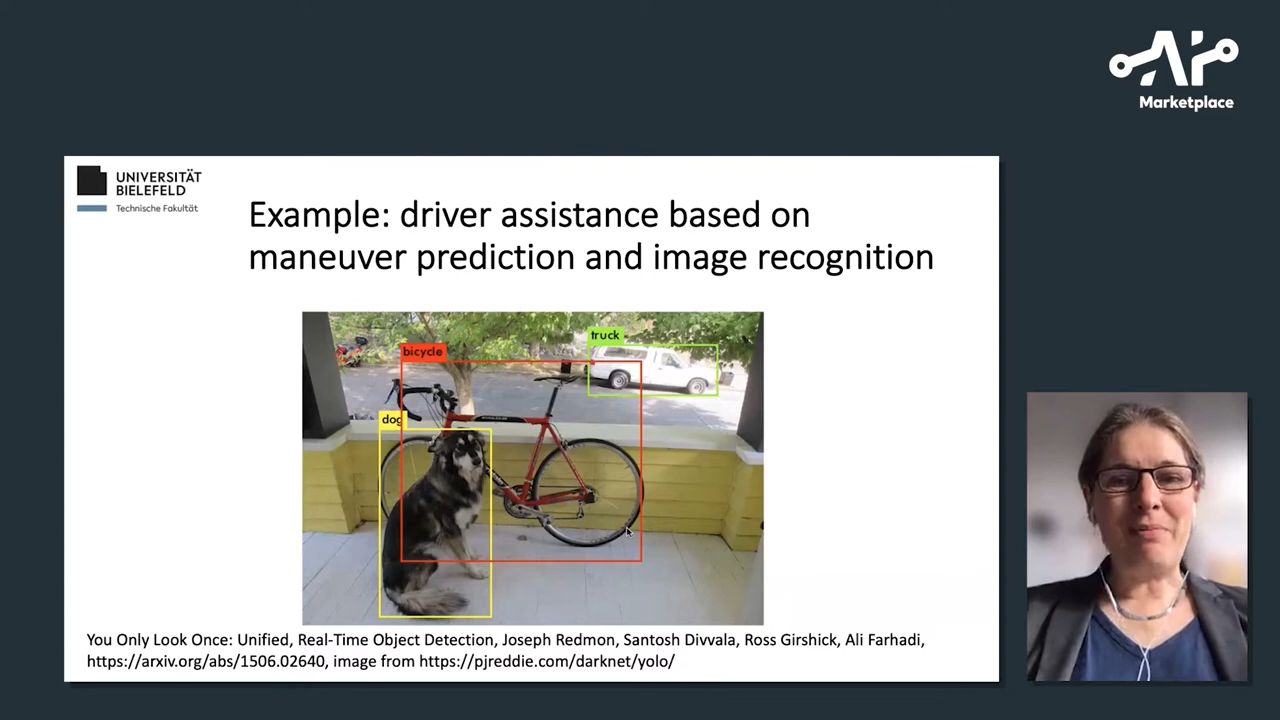 AI
Marketplace
UNIVERSITÄT
BIELEFELD
Technische Fakultät
Example: driver assistance based on
maneuver prediction and image recognition
truck
bicycle
dog
You Only Look Once: Unified, Real-Time Object Detection, Joseph Redmon, Santosh Divvala, Ross Girshick, Ali Farhadi,
https://arxiv.org/abs/1506.02640, image from https://pjreddie.com/darknet/yolo/